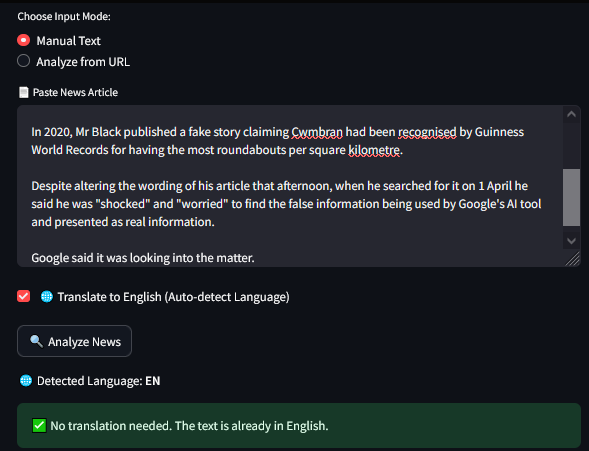 Choose Input Mode:
Manual Text
Analyze from URL
Paste News Article
In 2020, Mr Black published a fake story claiming Cwmbran had been recognised by Guinness
World Records for having the most roundabouts per square kilometre.
Despite altering the wording of his article that afternoon, when he searched for it on 1 April he
said he was "shocked" and "worried" to find the false information being used by Google's AI tool
and presented as real information.
Google said it was looking into the matter.
Translate to English (Auto-detect Language)
Analyze News
Detected Language: EN
No translation needed. The text is already in English.